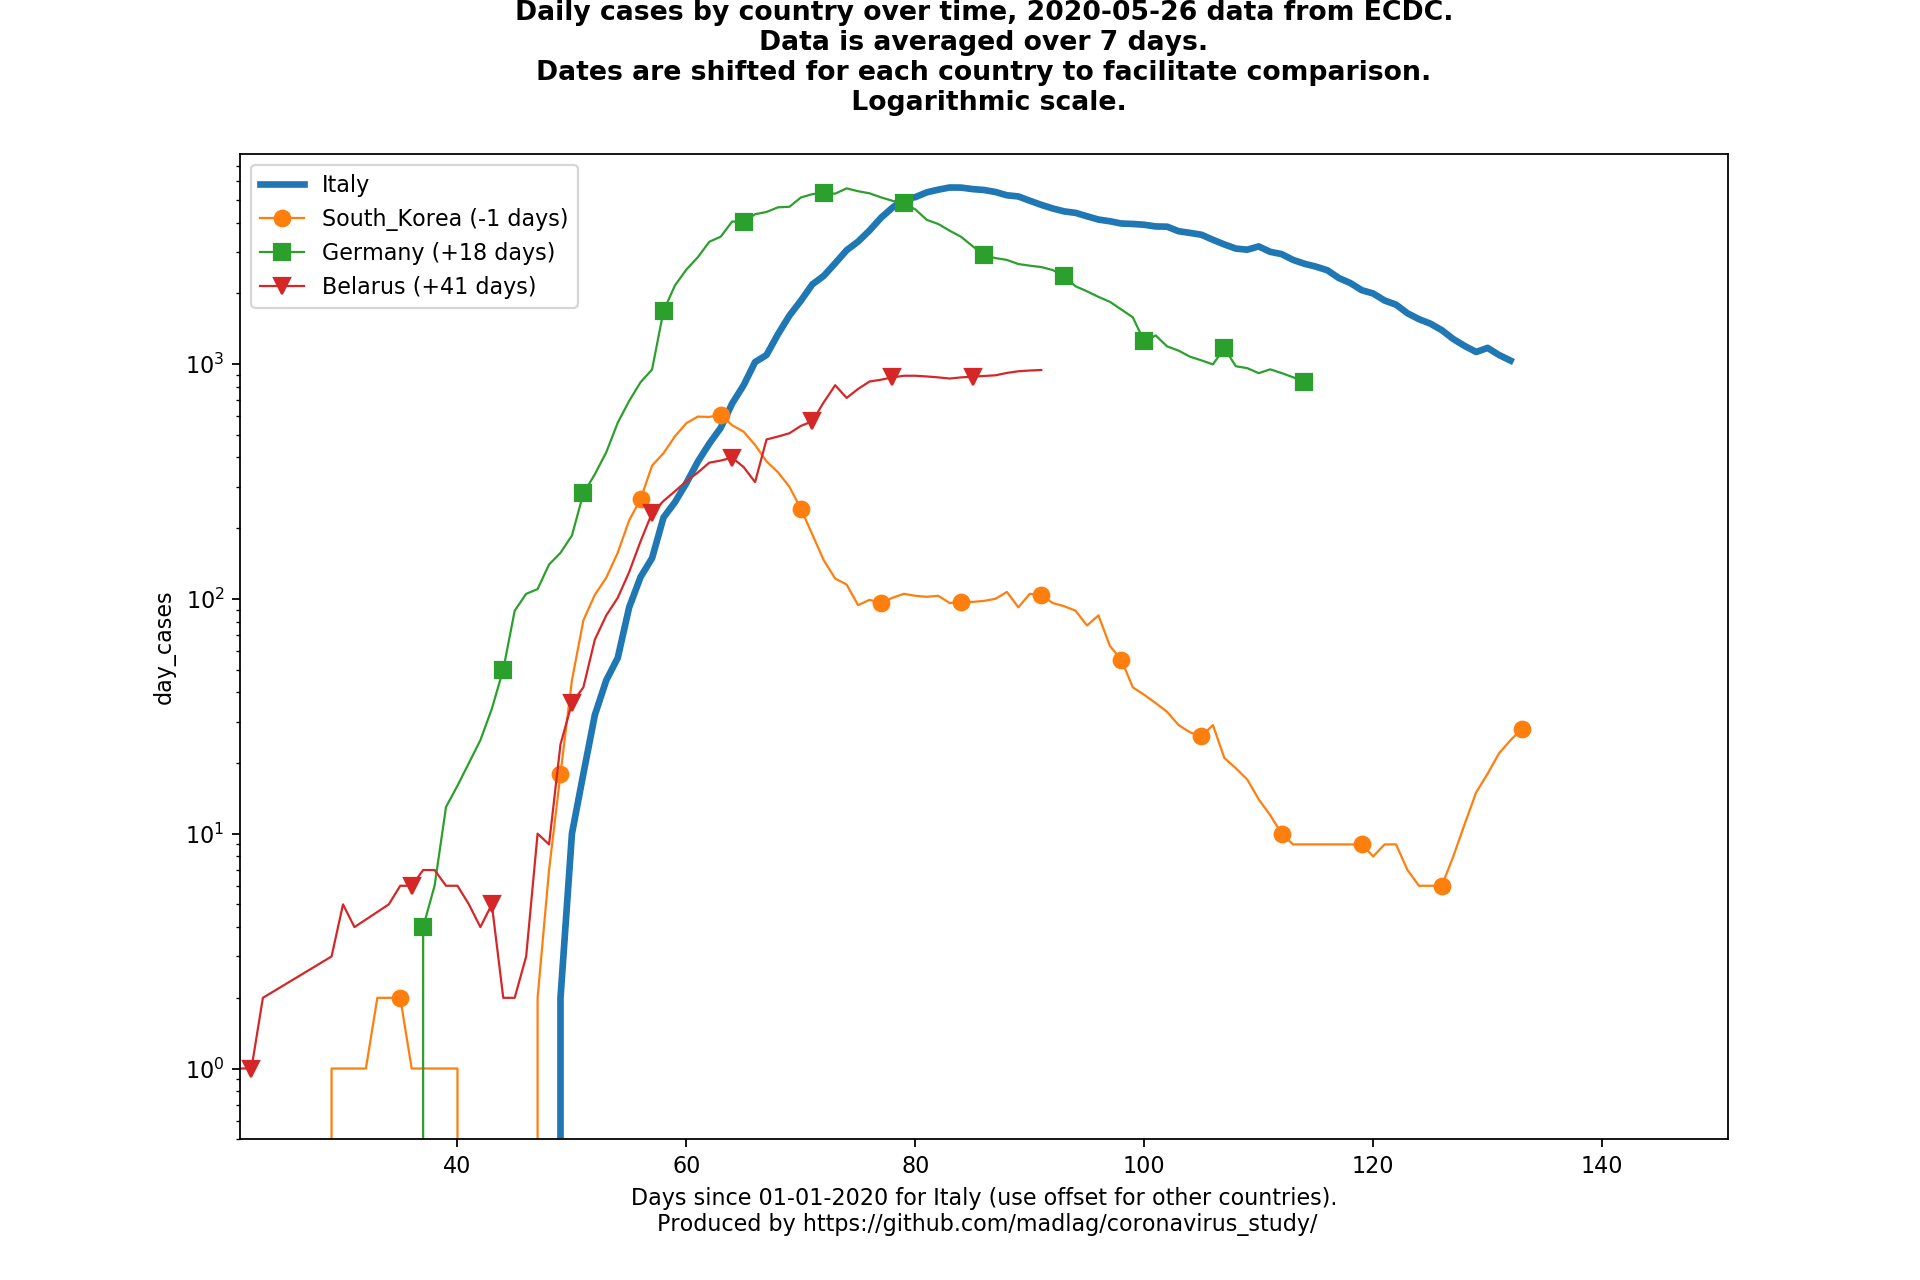 Daily cases by country over time, 2020-05-26 data from ECDC.
Data is averaged over 7 days.
Dates are shifted for each country to facilitate comparison.
Logarithmic scale.
Italy
South_Korea (-1 days)
Germany (+18 days)
Belarus (+41 days)
day_cases
10³
10²
10¹
10⁰
40 60 80 100 120 140
Days since 01-01-2020 for Italy (use offset for other countries).
Produced by https://github.com/madlag/coronavirus_study/